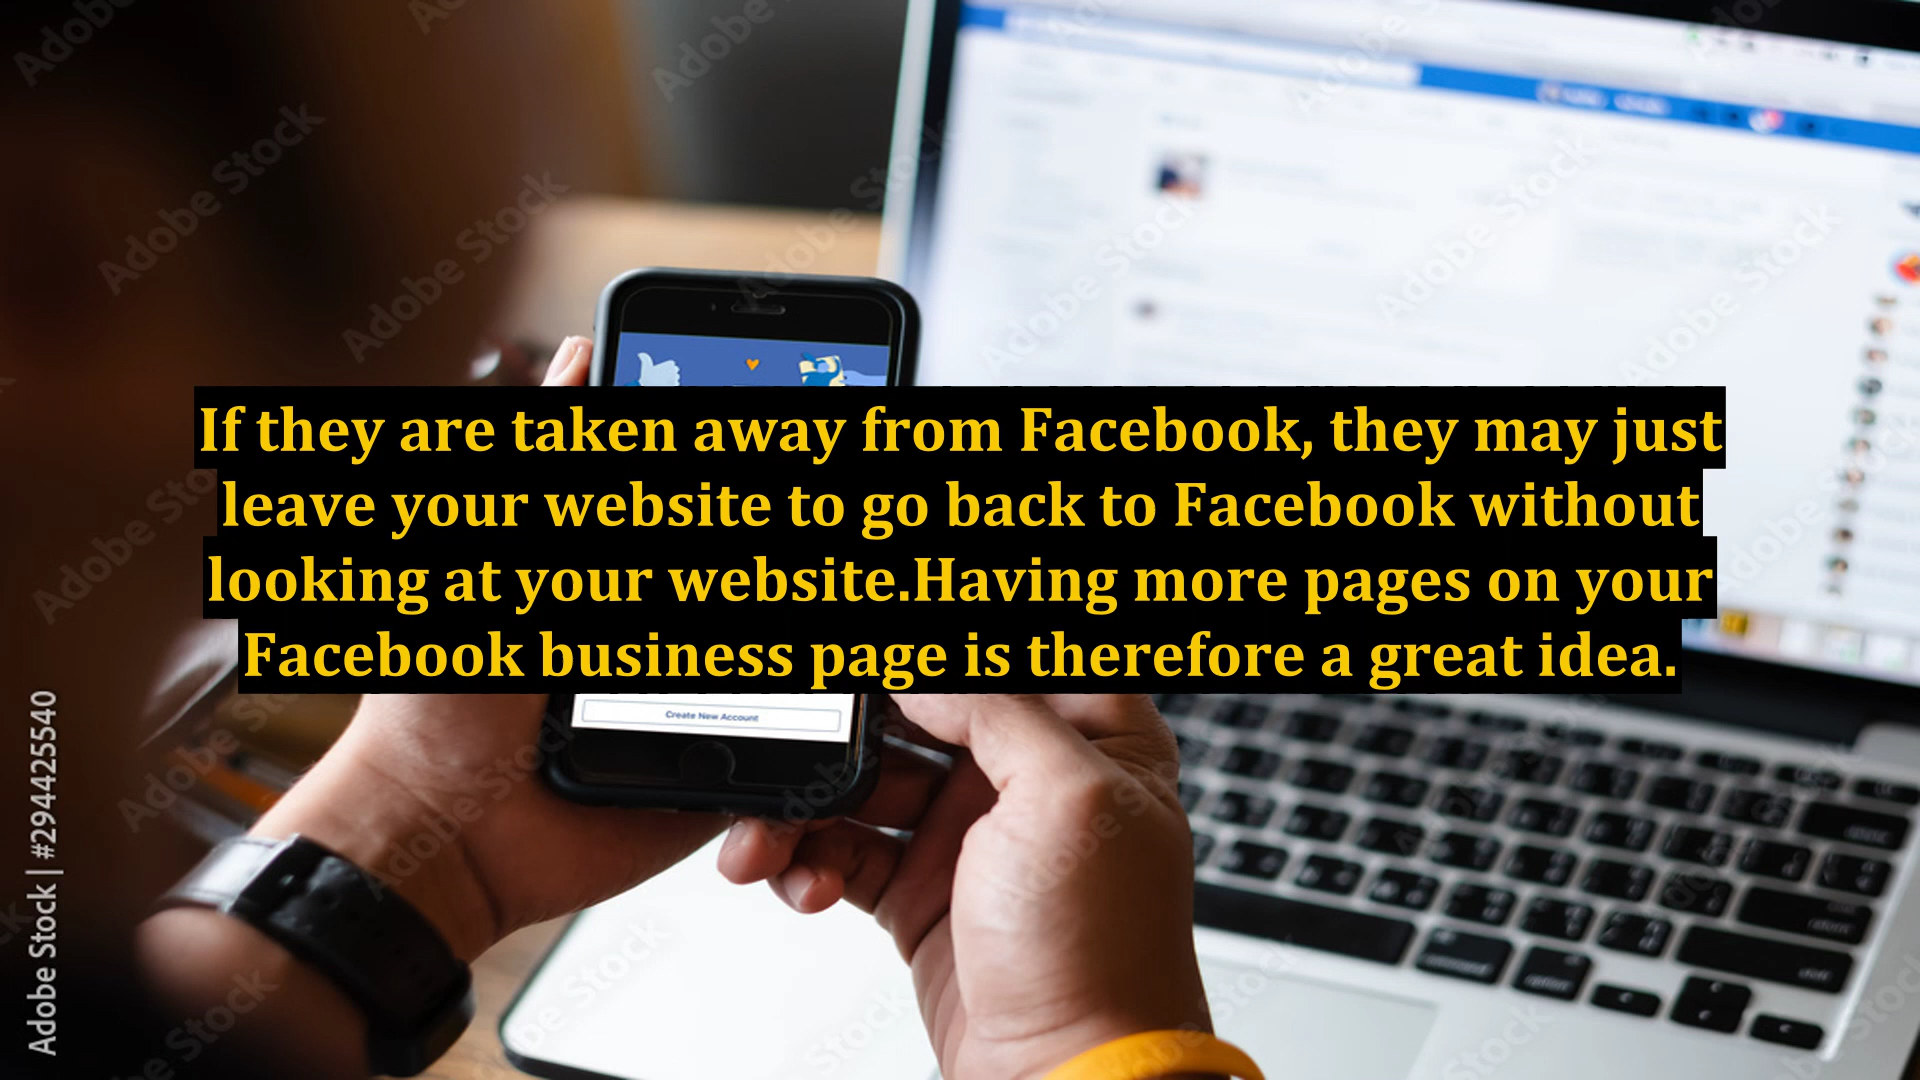 If they are taken away from Facebook, they may just
leave your website to go back to Facebook without
looking at your website.Having more pages on your
Facebook business page is therefore a great idea.
Create New Account
Adobe Stock | #294425540
Adobe Stock